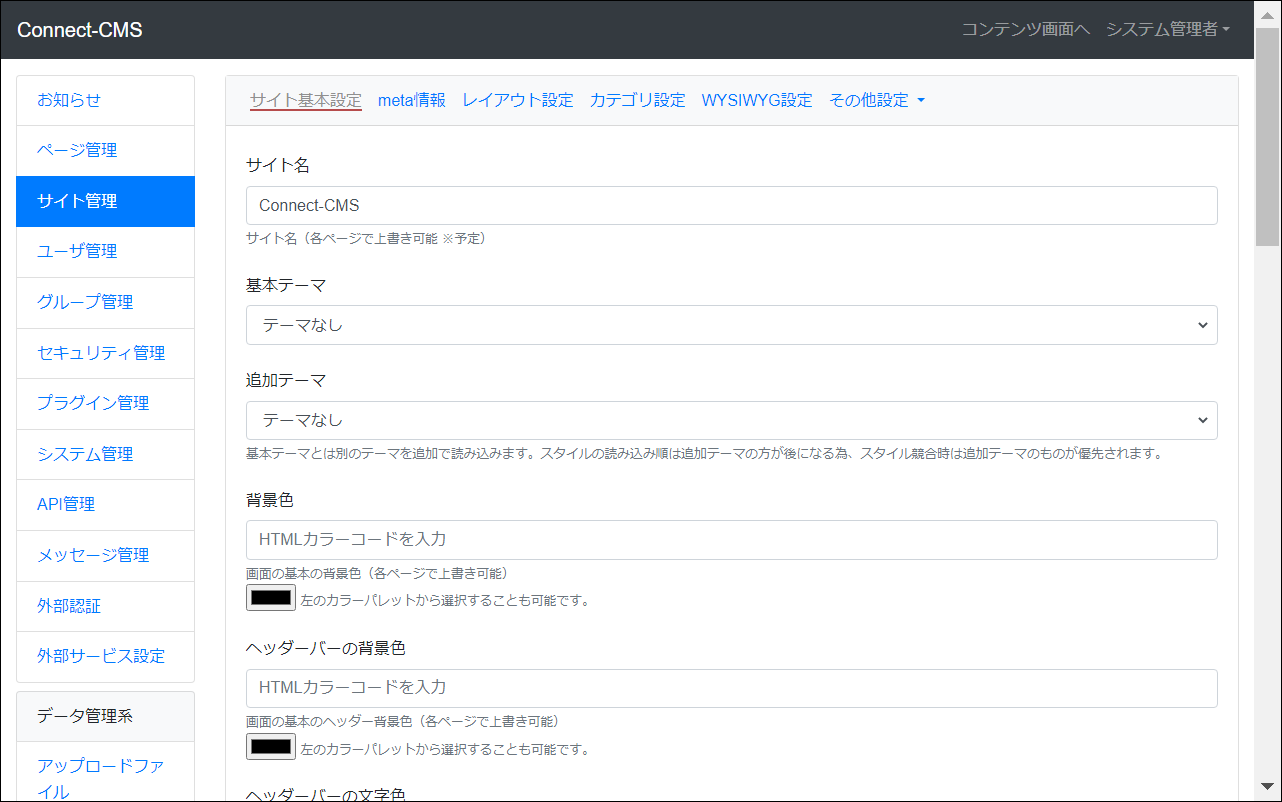 Connect-CMS
コンテンツ画面へ システム管理者
お知らせ
ページ管理
サイト管理
ユーザ管理
グループ管理
セキュリティ管理
プラグイン管理
システム管理
API管理
メッセージ管理
外部認証
外部サービス設定
データ管理系
アップロードファ
イル
サイト基本設定 meta情報 レイアウト設定 カテゴリ設定 WYSIWYG設定 その他設定
サイト名
Connect-CMS
サイト名（各ページで上書き可能 ※予定）
基本テーマ
テーマなし
追加テーマ
テーマなし
基本テーマとは別のテーマを追加で読み込みます。スタイルの読み込み順は追加テーマの方が後になる為、スタイル競合時は追加テーマのものが優先されます。
背景色
HTMLカラーコードを入力
画面の基本の背景色（各ページで上書き可能）
左のカラーパレットから選択することも可能です。
ヘッダーバーの背景色
HTMLカラーコードを入力
画面の基本のヘッダー背景色（各ページで上書き可能）
左のカラーパレットから選択することも可能です。
ヘッダーバーの文字色